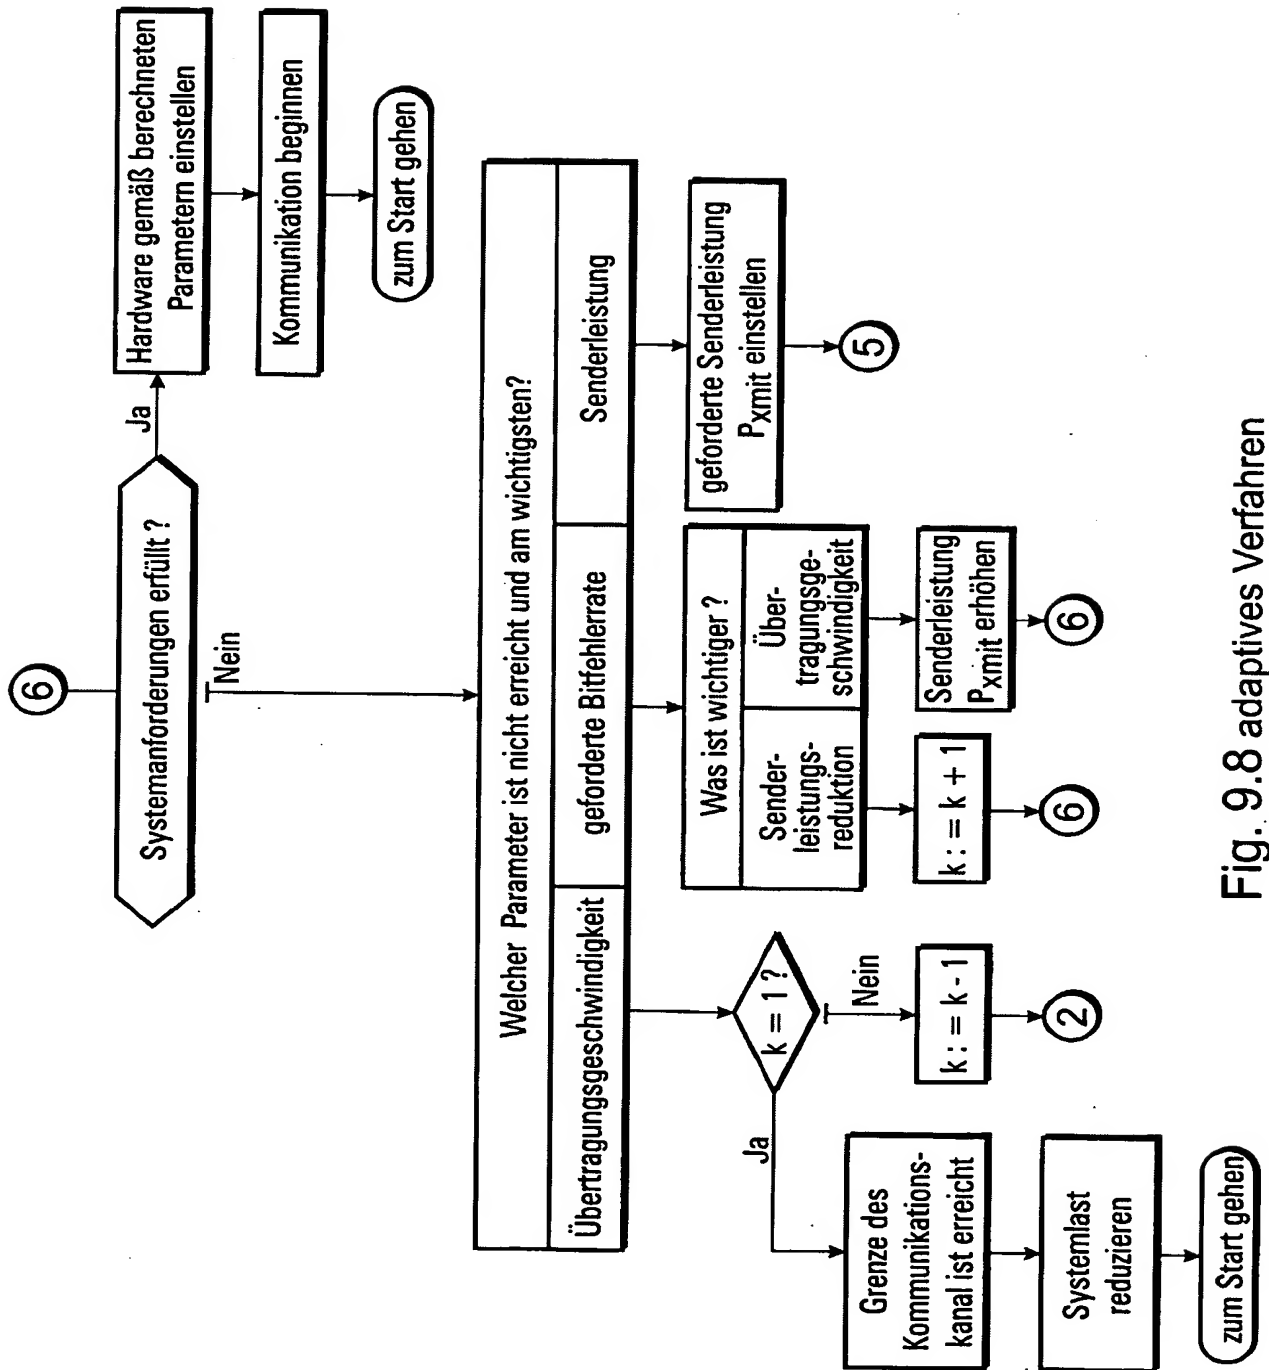 6
Systemanforderungen erfüllt ?
Ja
Hardware gemäß berechneten
Parametern einstellen
Kommunikation beginnen
zum Start gehen
Nein
Welcher Parameter ist nicht erreicht und am wichtigsten?
Übertragungsgeschwindigkeit
geforderte Bitfehlerrate
Senderleistung
k = 1 ?
Ja
Grenze des
Kommunikations-
kanal ist erreicht
Systemlast
reduzieren
zum Start gehen
Nein
k : = k - 1
2
Was ist wichtiger ?
Sender-
leistungs-
reduktion
k : = k + 1
6
Über-
tragungsge-
schwindigkeit
Senderleistung
Pxmit erhöhen
6
geforderte Senderleistung
Pxmit einstellen
5
Fig. 9.8 adaptives Verfahren